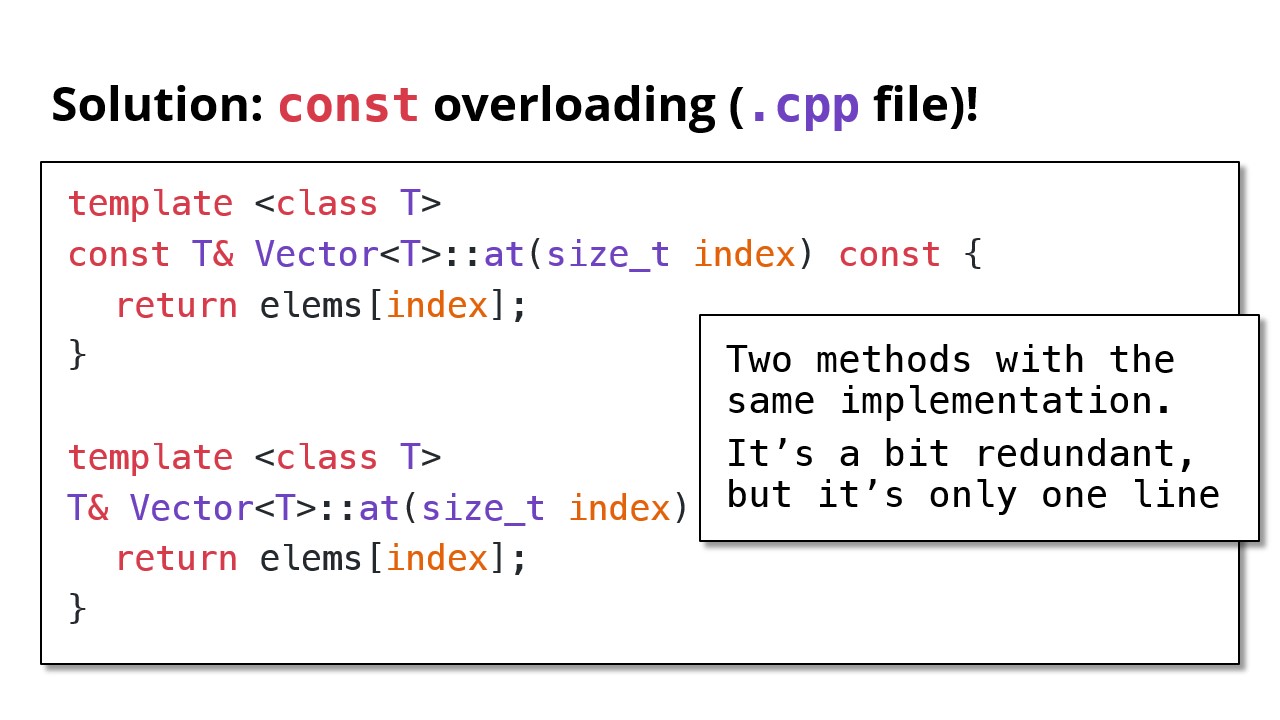 Solution: const overloading (.cpp file)!
template <class T>
const T& Vector<T>::at(size_t index) const {
return elems[index];
}
template <class T>
T& Vector<T>::at(size_t index)
return elems[index];
}
Two methods with the
same implementation.
It’s a bit redundant,
but it’s only one line